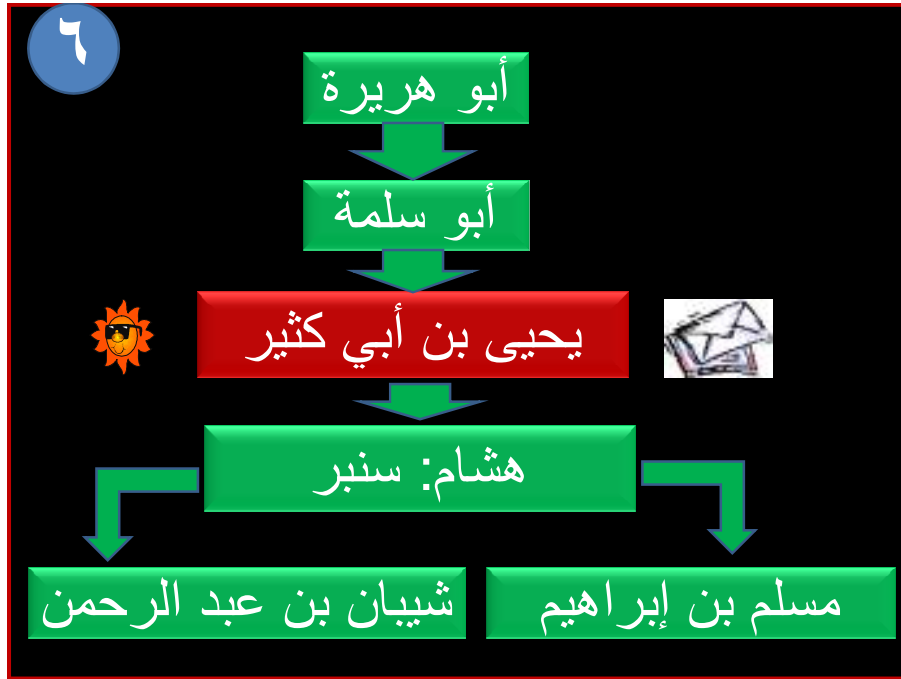 ٦
أبو هريرة
أبو سلمة
يحيى بن أبي كثير
هشام: سنبر
مسلم بن إبراهيم
شيبان بن عبد الرحمن